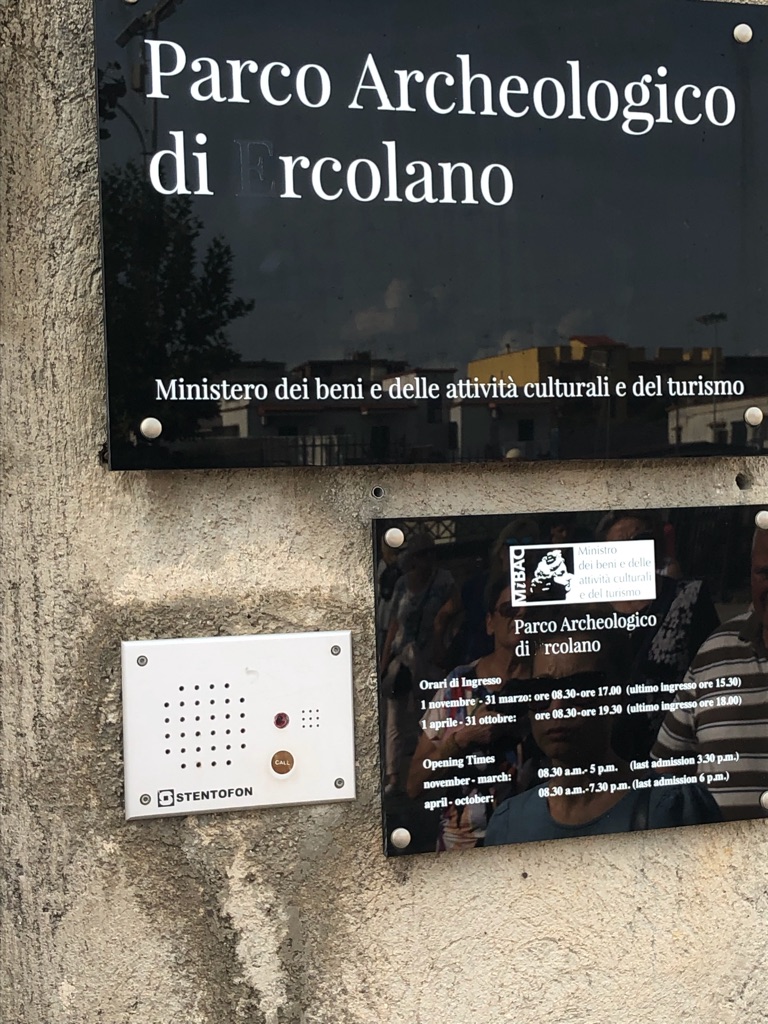 Parco Archeologico
di Ercolano
Ministero dei beni e delle attività culturali e del turismo
MiBAC
Ministro
dei beni e delle
attività culturali
e del turismo
Parco Archeologico
di rcolano
Orari di Ingresso
1 novembre - 31 marzo: ore 08.30-ore 17.00 (ultimo ingresso ore 15.30)
1 aprile - 31 ottobre: ore 08.30-ore 19.30 (ultimo ingresso ore 18.00)
Opening Times
november - march: 08.30 a.m.- 5 p.m. (last admission 3.30 p.m.)
april - october: 08.30 a.m.-7.30 p.m. (last admission 6 p.m.)
CALL
STENTOFON